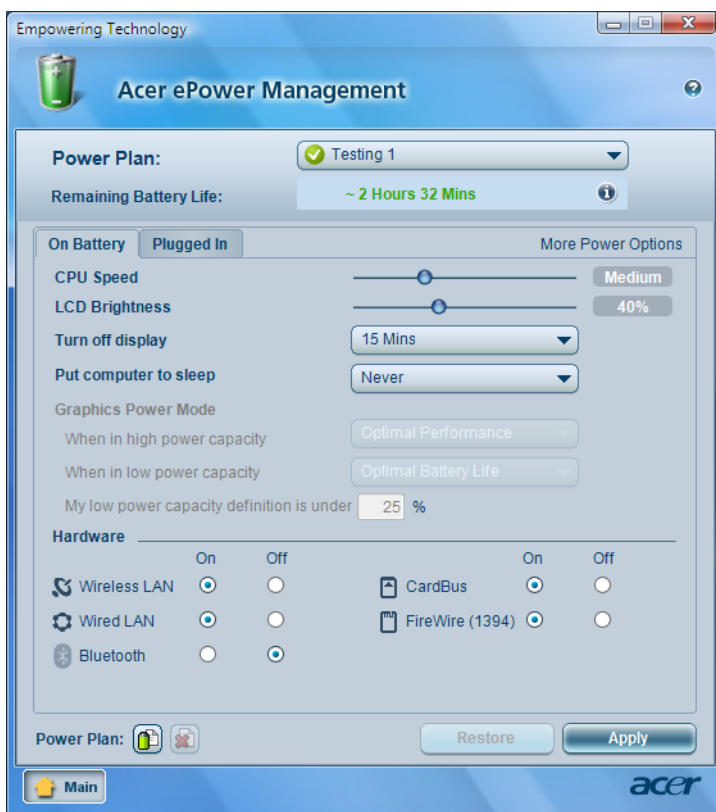 Empowering Technology
Acer ePower Management
Power Plan: Testing 1
Remaining Battery Life: ~ 2 Hours 32 Mins
On Battery Plugged In More Power Options
CPU Speed Medium
LCD Brightness 40%
Turn off display 15 Mins
Put computer to sleep Never
Graphics Power Mode
When in high power capacity Optimal Performance
When in low power capacity Optimal Battery Life
My low power capacity definition is under 25 %
Hardware
On Off On Off
Wireless LAN CardBus
Wired LAN FireWire (1394)
Bluetooth
Power Plan: Restore Apply
Main acer